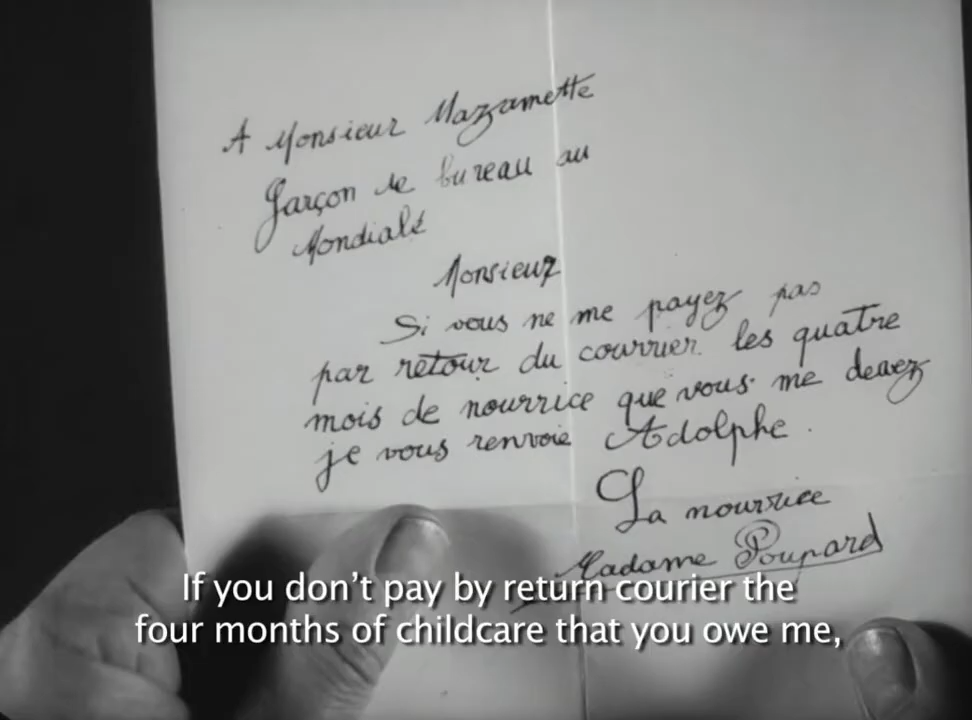 A Monsieur Mazamette
Garçon de bureau au
Mondial
Monsieur
Si vous ne me payez pas
par retour du courrier les quatre
mois de nourrice que vous me devez
je vous renvoie Adolphe.
La nourrice
Madame Poupard
If you don't pay by return courier the
four months of childcare that you owe me,